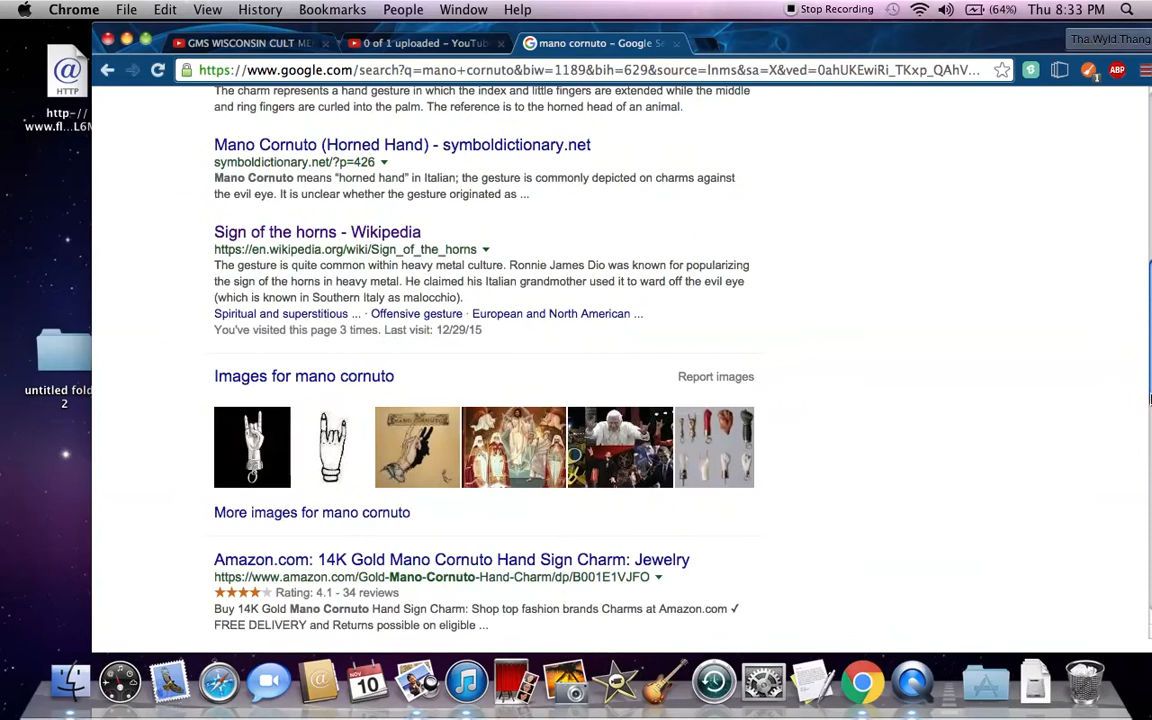 Chrome File Edit View History Bookmarks People Window Help Stop Recording (64%) Thu 8:33 PM
GMS WISCONSIN CULT ME 0 of 1 uploaded - YouTub mano cornuto - Google Se Tha.Wyld.Thang
https://www.google.com/search?q=mano+cornuto&biw=1189&bih=629&source=lnms&sa=X&ved=0ahUKEwiRi_TKxp_QAhV... 1 ABP
HTTP
http-//
www.fl...L6M
untitled fold
2
The charm represents a hand gesture in which the index and little fingers are extended while the middle
and ring fingers are curled into the palm. The reference is to the horned head of an animal.
Mano Cornuto (Horned Hand) - symboldictionary.net
symboldictionary.net/?p=426
Mano Cornuto means "horned hand" in Italian; the gesture is commonly depicted on charms against
the evil eye. It is unclear whether the gesture originated as ...
Sign of the horns - Wikipedia
https://en.wikipedia.org/wiki/Sign_of_the_horns
The gesture is quite common within heavy metal culture. Ronnie James Dio was known for popularizing
the sign of the horns in heavy metal. He claimed his Italian grandmother used it to ward off the evil eye
(which is known in Southern Italy as malocchio).
Spiritual and superstitious ... · Offensive gesture · European and North American ...
You've visited this page 3 times. Last visit: 12/29/15
Images for mano cornuto Report images
MANO CORNUTO
More images for mano cornuto
Amazon.com: 14K Gold Mano Cornuto Hand Sign Charm: Jewelry
https://www.amazon.com/Gold-Mano-Cornuto-Hand-Charm/dp/B001E1VJFO
Rating: 4.1 - 34 reviews
Buy 14K Gold Mano Cornuto Hand Sign Charm: Shop top fashion brands Charms at Amazon.com ✓
FREE DELIVERY and Returns possible on eligible ...
10